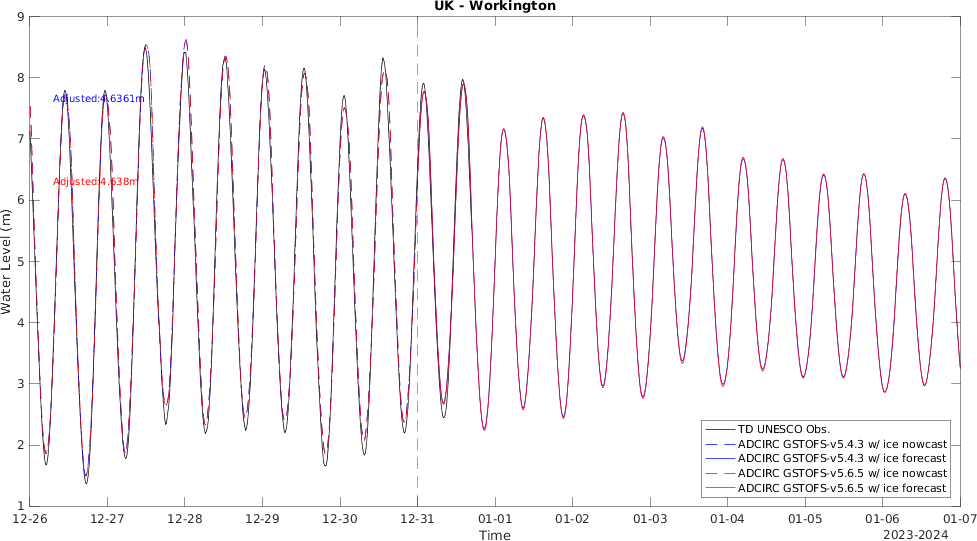 UK - Workington
9
8
7
6
5
4
3
2
1
Water Level (m)
Adjusted:4.6361m
Adjusted:4.638m
TD UNESCO Obs.
ADCIRC GSTOFS-v5.4.3 w/ ice nowcast
ADCIRC GSTOFS-v5.4.3 w/ ice forecast
ADCIRC GSTOFS-v5.6.5 w/ ice nowcast
ADCIRC GSTOFS-v5.6.5 w/ ice forecast
12-26 12-27 12-28 12-29 12-30 12-31 01-01 01-02 01-03 01-04 01-05 01-06 01-07
Time
2023-2024